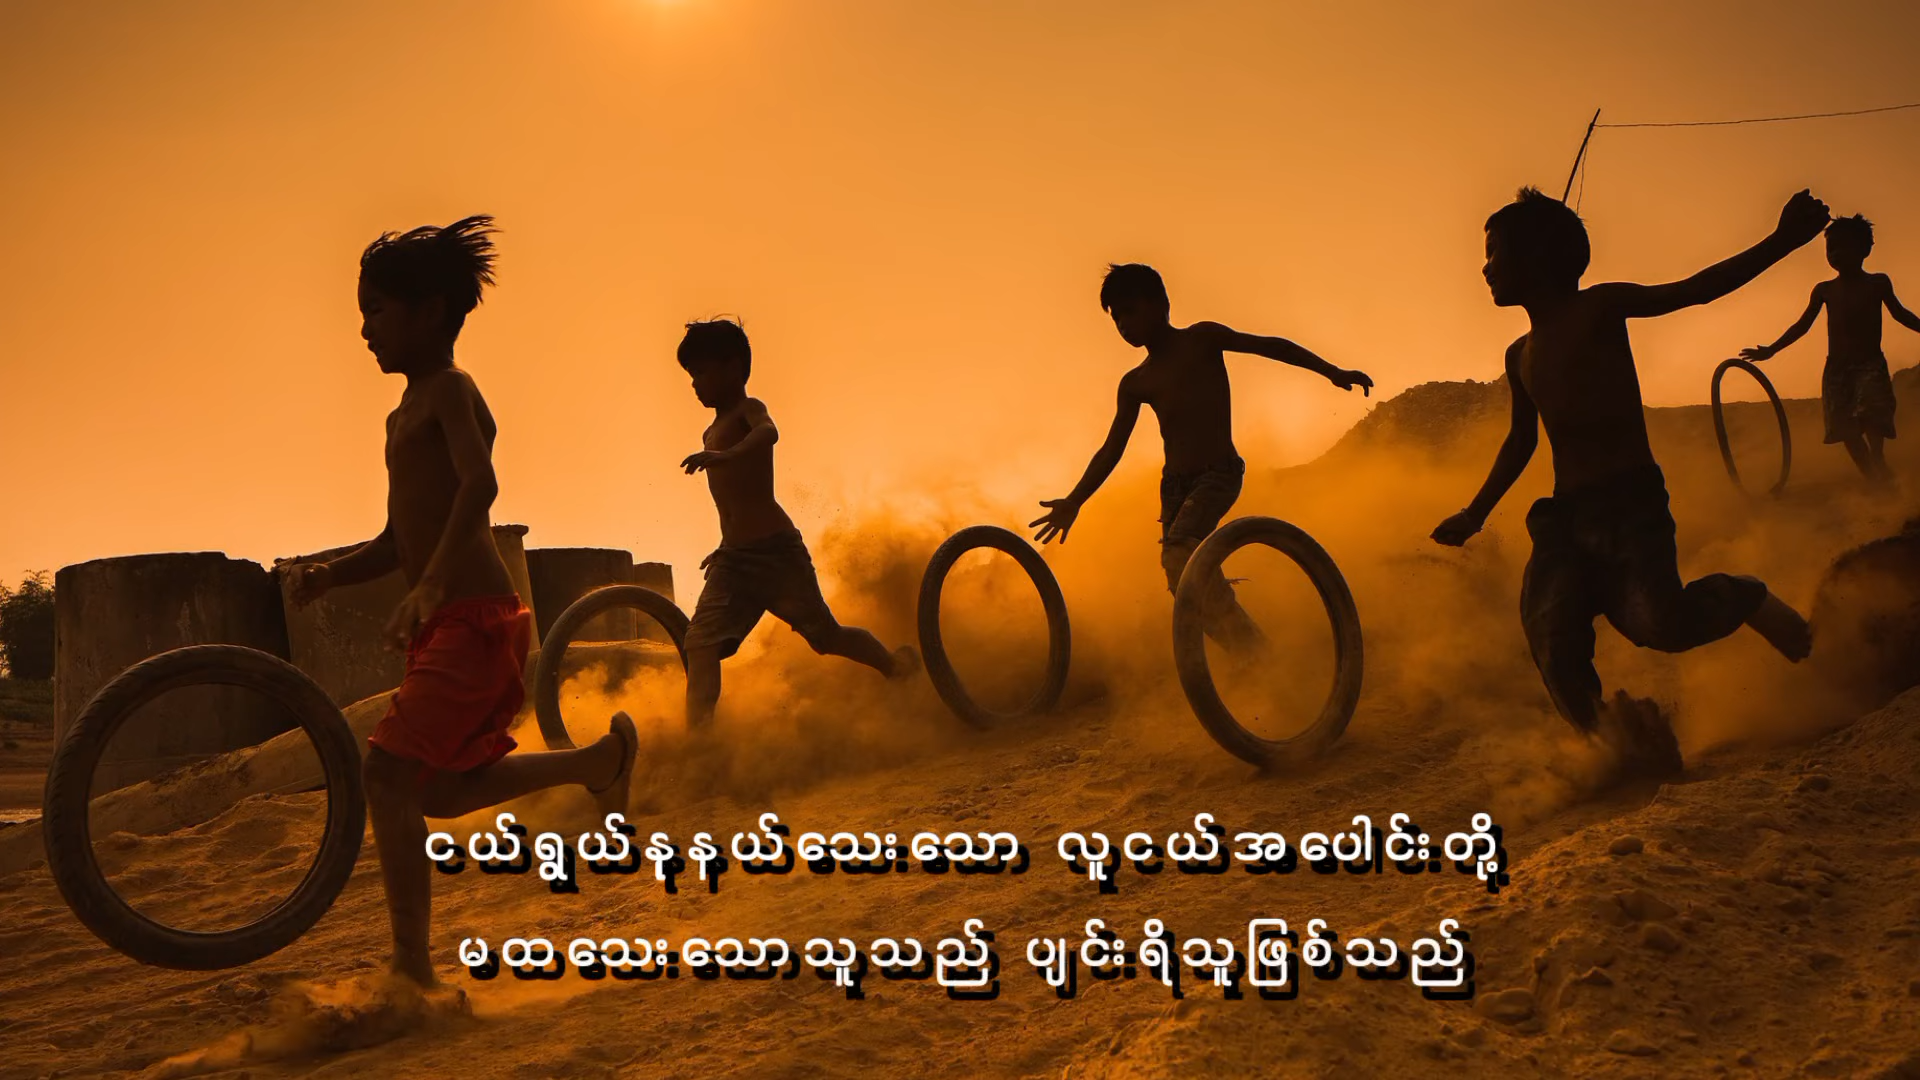 ငယ်ရွယ်နုနယ်သေးသော လူငယ်အပေါင်းတို့
မထသေးသောသူသည် ပျင်းရိသူဖြစ်သည်